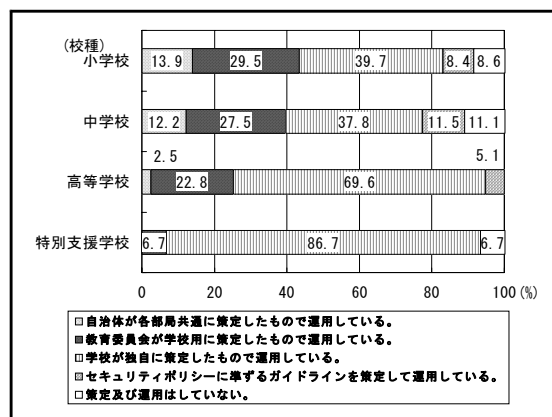 (校種)
小学校 13.9 29.5 39.7 8.4 8.6
中学校 12.2 27.5 37.8 11.5 11.1
2.5 5.1
高等学校 22.8 69.6
特別支援学校 6.7 86.7 6.7
0 20 40 60 80 100 (%)
自治体が各部局共通に策定したもので運用している。
教育委員会が学校用に策定したもので運用している。
学校が独自に策定したもので運用している。
セキュリティポリシーに準ずるガイドラインを策定して運用している。
策定及び運用はしていない。